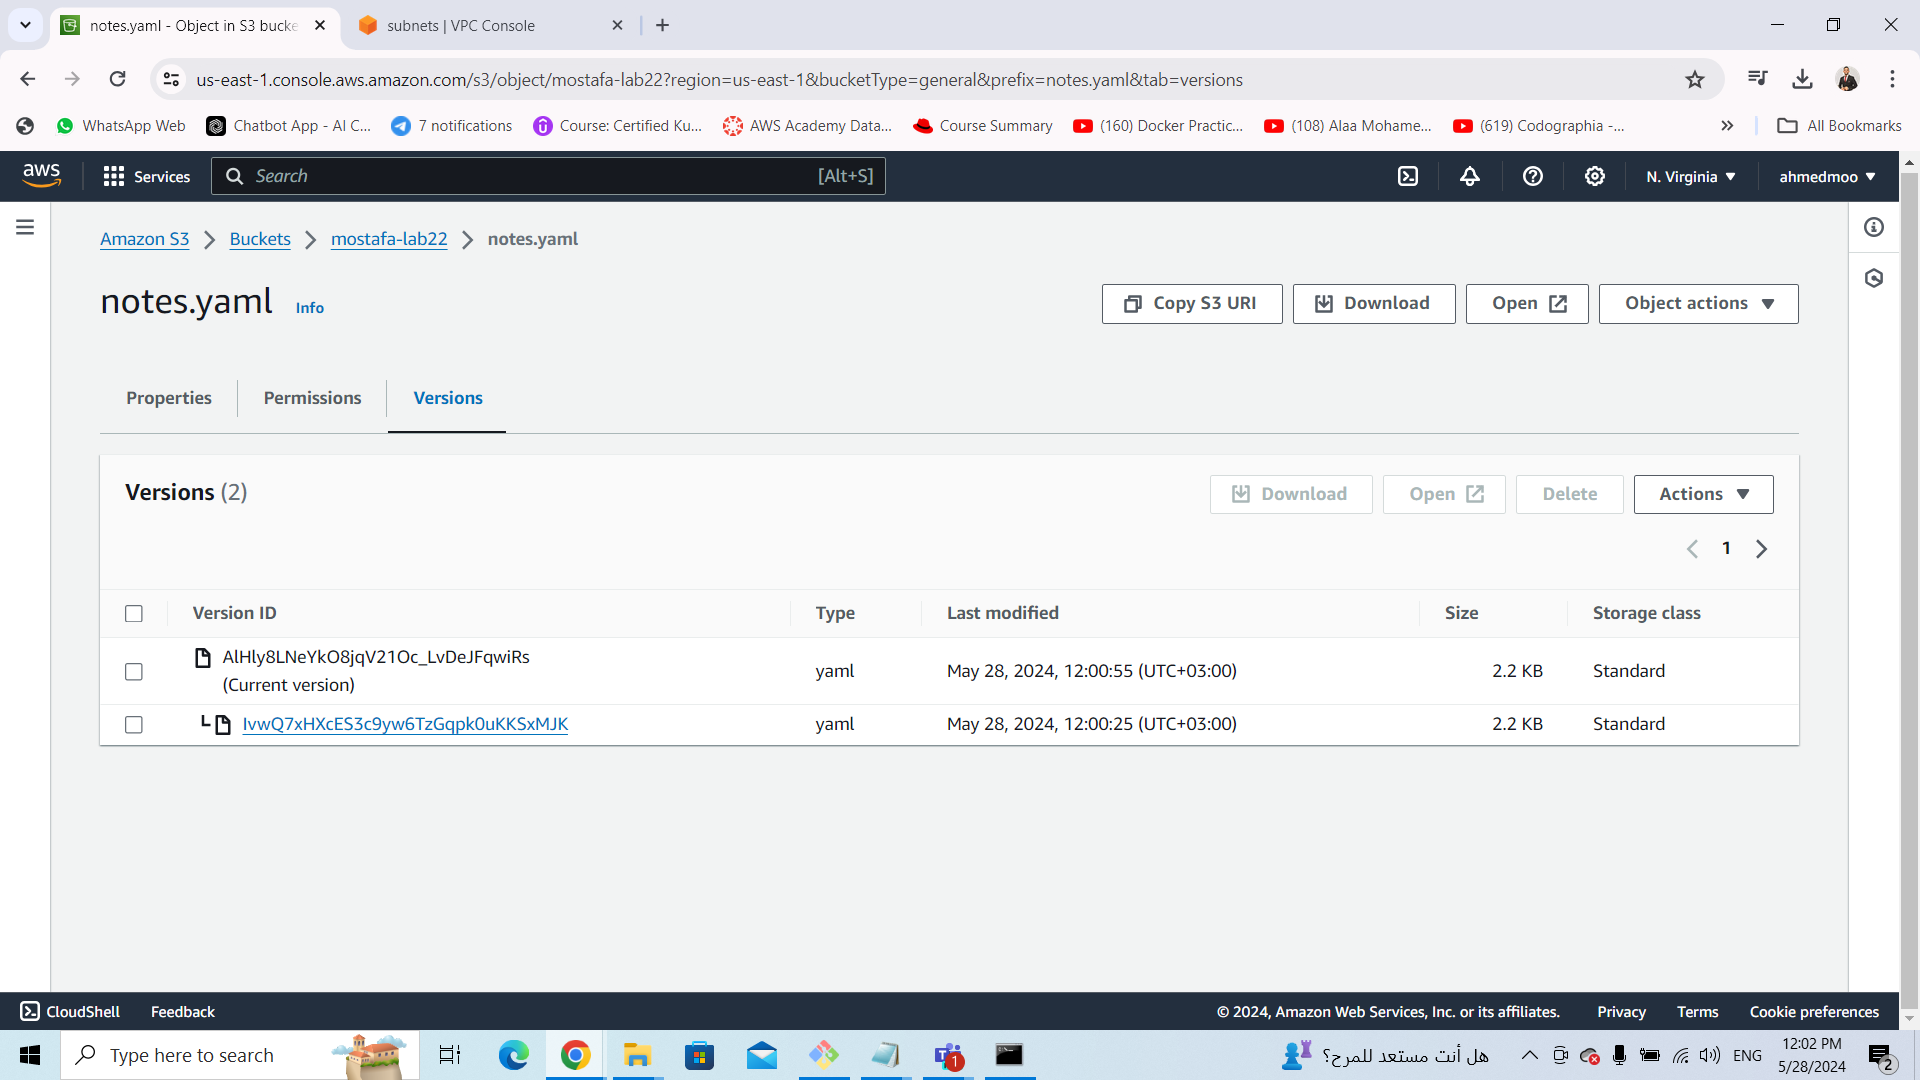 notes.yaml - Object in S3 bucke
subnets | VPC Console
us-east-1.console.aws.amazon.com/s3/object/mostafa-lab22?region=us-east-1&bucketType=general&prefix=notes.yaml&tab=versions
WhatsApp Web
Chatbot App - AI C...
7 notifications
Course: Certified Ku...
AWS Academy Data...
Course Summary
(160) Docker Practic...
(108) Alaa Mohame...
(619) Codographia -...
All Bookmarks
aws
Services
Search
[Alt+S]
N. Virginia
ahmedmoo
Amazon S3
Buckets
mostafa-lab22
notes.yaml
notes.yaml
Info
Copy S3 URI
Download
Open
Object actions
Properties
Permissions
Versions
Versions (2)
Download
Open
Delete
Actions
1
Version ID
Type
Last modified
Size
Storage class
AlHly8LNeYkO8jqV21Oc_LvDeJFqwiRs
(Current version)
yaml
May 28, 2024, 12:00:55 (UTC+03:00)
2.2 KB
Standard
IvwQ7xHXcES3c9yw6TzGqpk0uKKSxMJK
yaml
May 28, 2024, 12:00:25 (UTC+03:00)
2.2 KB
Standard
CloudShell
Feedback
© 2024, Amazon Web Services, Inc. or its affiliates.
Privacy
Terms
Cookie preferences
Type here to search
1
هل أنت مستعد للمرح؟
ENG
12:02 PM
5/28/2024
2